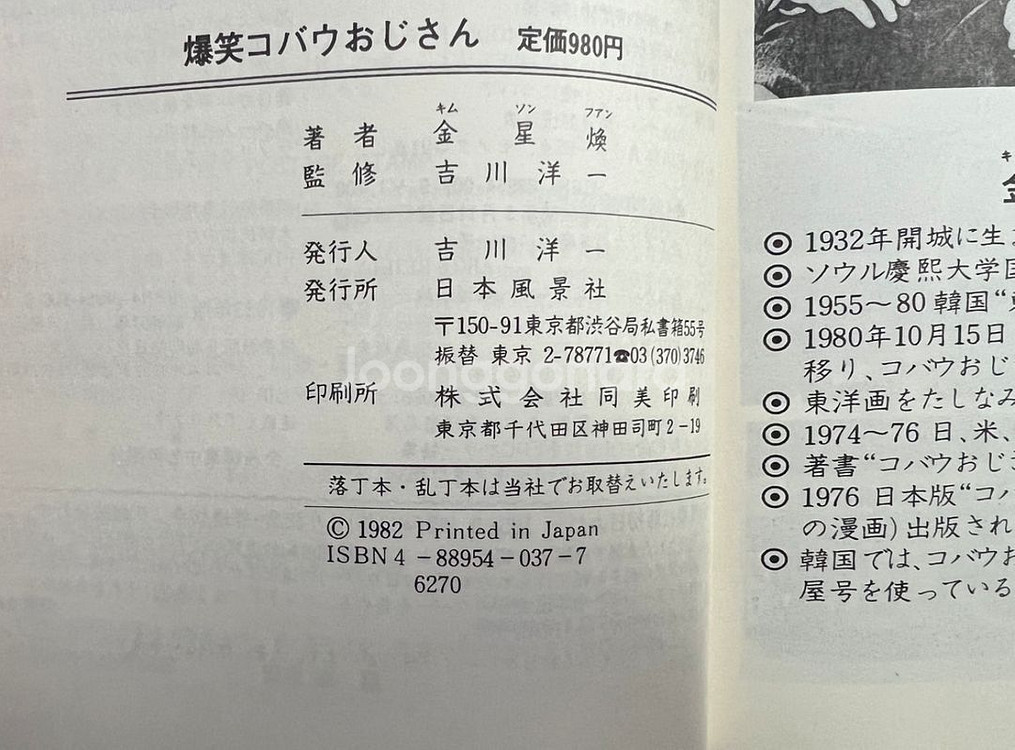 爆笑コバウおじさん　定価980円
キム ソン ファン
著者 金星煥
監修 吉川洋一
発行人 吉川洋一
発行所 日本風景社
〒150-91東京都渋谷局私書箱55号
振替 東京 2-78771☎03(370)3746
印刷所 株式会社同美印刷
東京都千代田区神田司町2-19
落丁本・乱丁本は当社でお取替えいたします。
© 1982 Printed in Japan
ISBN4-88954-037-7
6270
◉ 1932年開城に生
◉ ソウル慶熙大学国
◉ 1955～80 韓国“
◉ 1980年10月15日
移り、コバウおじ
◉ 東洋画をたしなみ
◉ 1974～76 日、米、
◉ 著書“コバウおじ
◉ 1976 日本版“コバ
の漫画)出版され
◉ 韓国では、コバウお
屋号を使っている